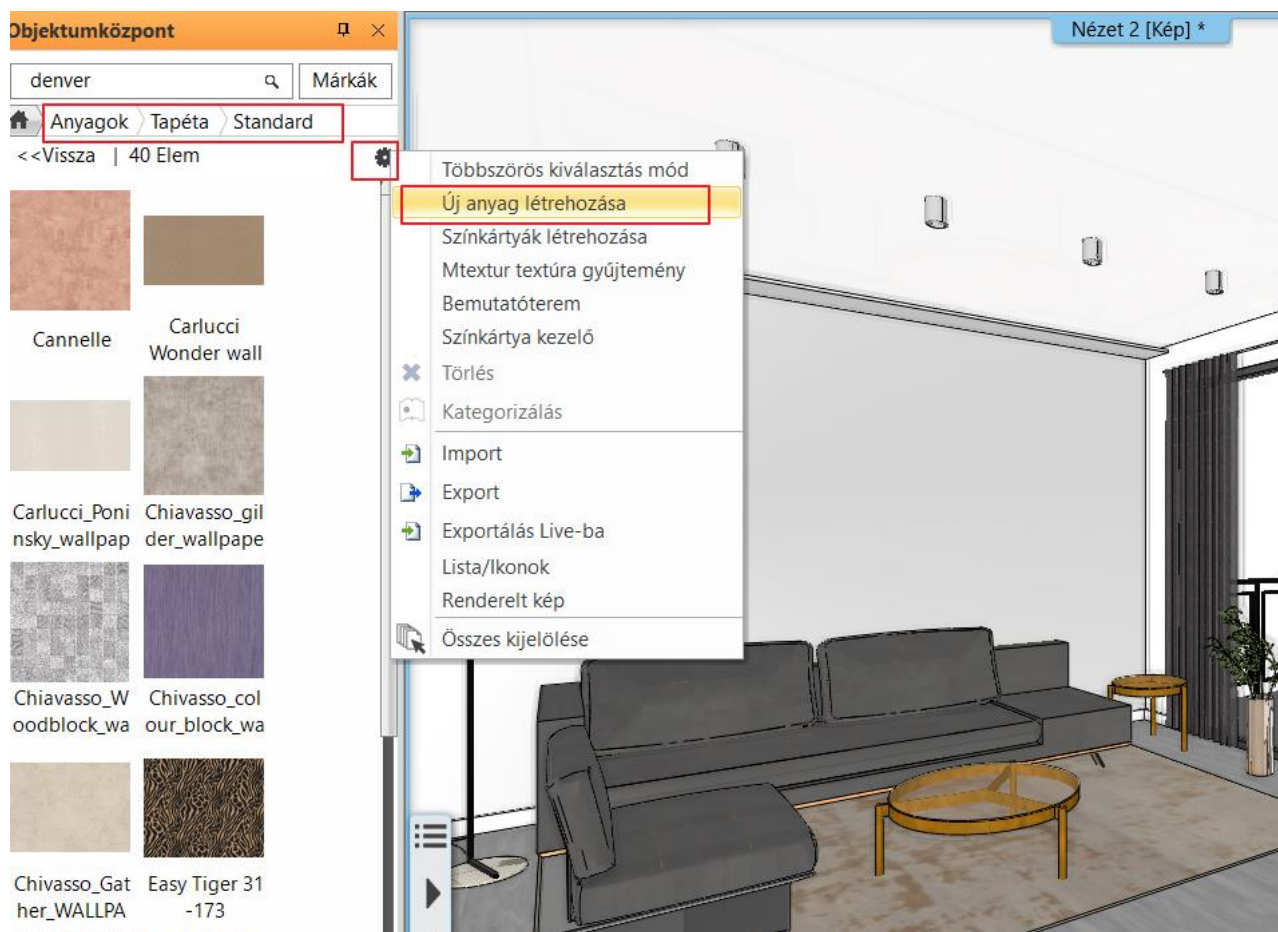 Objektumközpont
Nézet 2 [Kép] *
denver
Márkák
Anyagok Tapéta Standard
<<Vissza | 40 Elem
Többszörös kiválasztás mód
Új anyag létrehozása
Színkártyák létrehozása
Mtextur textúra gyűjtemény
Bemutatóterem
Színkártya kezelő
Törlés
Kategorizálás
Import
Export
Exportálás Live-ba
Lista/Ikonok
Renderelt kép
Összes kijelölése
Cannelle
Carlucci
Wonder wall
Carlucci_Poni
nsky_wallpap
Chiavasso_gil
der_wallpape
Chiavasso_W
oodblock_wa
Chivasso_col
our_block_wa
Chivasso_Gat
her_WALLPA
Easy Tiger 31
-173